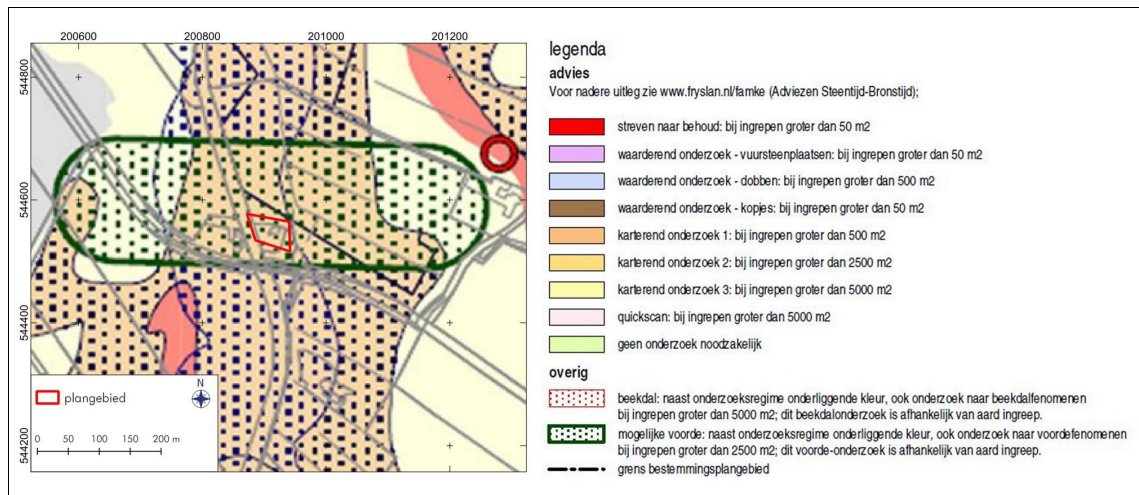 200600 200800 201000 201200
544800
544600
544400
544200
N
plangebied
0 50 100 150 200 m
legenda
advies
Voor nadere uitleg zie www.fryslan.nl/famke (Adviezen Steentijd-Bronstijd);
streven naar behoud: bij ingrepen groter dan 50 m2
waarderend onderzoek - vuursteenplaatsen: bij ingrepen groter dan 50 m2
waarderend onderzoek - dobben: bij ingrepen groter dan 500 m2
waarderend onderzoek - kopjes: bij ingrepen groter dan 50 m2
karterend onderzoek 1: bij ingrepen groter dan 500 m2
karterend onderzoek 2: bij ingrepen groter dan 2500 m2
karterend onderzoek 3: bij ingrepen groter dan 5000 m2
quickscan: bij ingrepen groter dan 5000 m2
geen onderzoek noodzakelijk
overig
beekdal: naast onderzoeksregime onderliggende kleur, ook onderzoek naar beekdalfenomenen
bij ingrepen groter dan 5000 m2; dit beekdalonderzoek is afhankelijk van aard ingreep.
mogelijke voorde: naast onderzoeksregime onderliggende kleur, ook onderzoek naar voordefenomenen
bij ingrepen groter dan 2500 m2; dit voorde-onderzoek is afhankelijk van aard ingreep.
grens bestemmingsplangebied